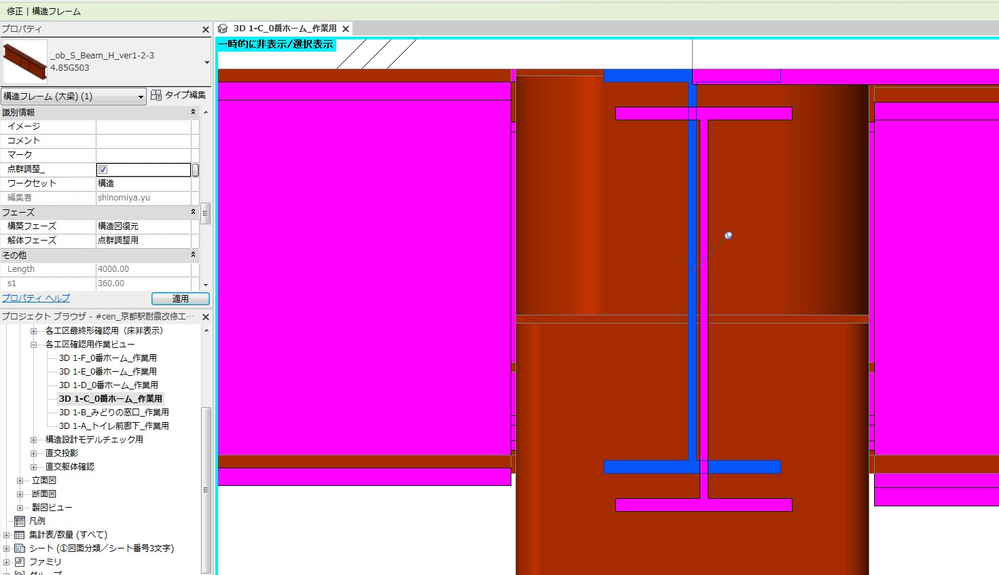 修正 | 構造フレーム
プロパティ
_ob_S_Beam_H_ver1-2-3
4.85G503
構造フレーム (大梁) (1)
タイプ編集
識別情報
イメージ
コメント
マーク
点群調整_
ワークセット 構造
編集者 shinomiya.yu
フェーズ
構築フェーズ 構造図復元
解体フェーズ 点群調整用
その他
Length 4000.00
s1 360.00
プロパティ ヘルプ
適用
プロジェクト ブラウザ - #cen_京都駅耐震改修工…
各工区最終形確認用（床非表示）
各工区確認用作業ビュー
3D 1-F_0番ホーム_作業用
3D 1-E_0番ホーム_作業用
3D 1-D_0番ホーム_作業用
3D 1-C_0番ホーム_作業用
3D 1-B_みどりの窓口_作業用
3D 1-A_トイレ前廊下_作業用
構造設計モデルチェック用
直交投影
直交躯体確認
立面図
断面図
製図ビュー
凡例
集計表/数量 (すべて)
シート (①図面分類／シート番号3文字)
ファミリ
グループ
3D 1-C_0番ホーム_作業用
一時的に非表示/選択表示